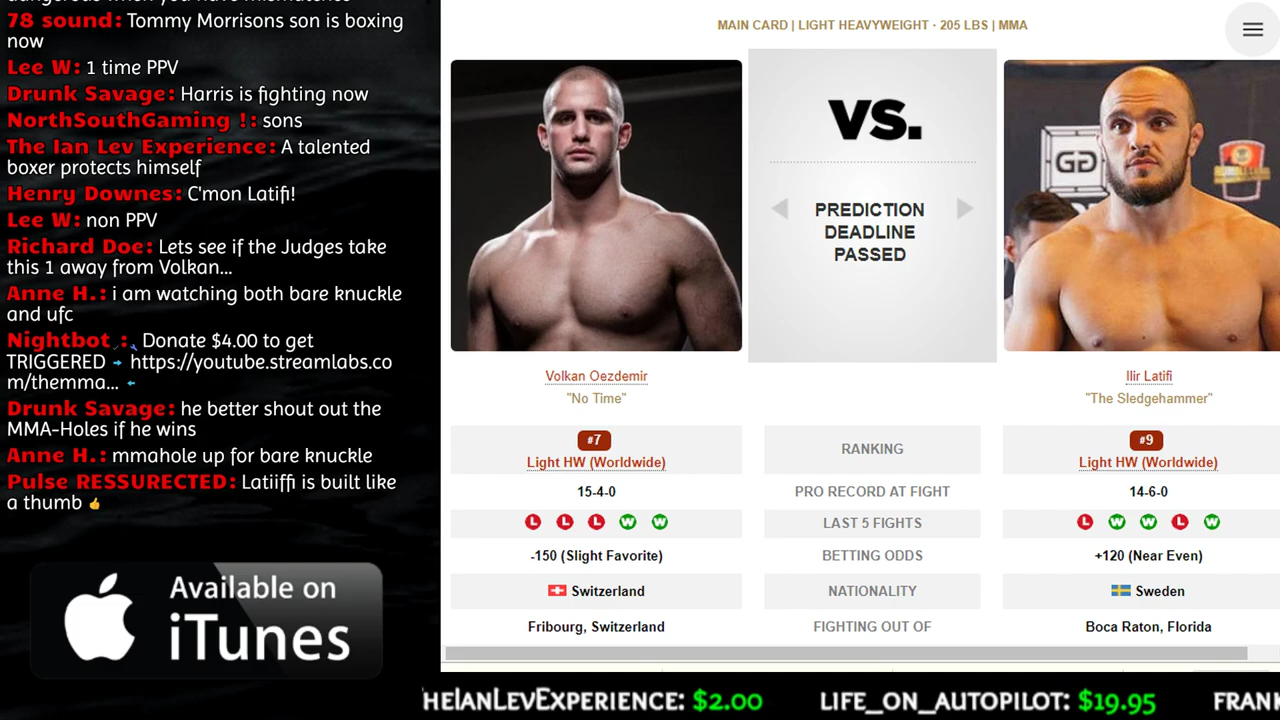 78 sound: Tommy Morrisons son is boxing
now
Lee W: 1 time PPV
Drunk Savage: Harris is fighting now
NorthSouthGaming !: sons
The Ian Lev Experience: A talented
boxer protects himself
Henry Downes: C'mon Latifi!
Lee W: non PPV
Richard Doe: Lets see if the Judges take
this 1 away from Volkan...
Anne H.: i am watching both bare knuckle
and ufc
Nightbot : Donate $4.00 to get
TRIGGERED https://youtube.streamlabs.co
m/themma...
Drunk Savage: he better shout out the
MMA-Holes if he wins
Anne H.: mmahole up for bare knuckle
Pulse RESSURECTED: Latiiffi is built like
a thumb 👍
Available on
iTunes
MAIN CARD | LIGHT HEAVYWEIGHT · 205 LBS | MMA
VS.
PREDICTION
DEADLINE
PASSED
Volkan Oezdemir
"No Time"
Ilir Latifi
"The Sledgehammer"
#7
Light HW (Worldwide)
RANKING
#9
Light HW (Worldwide)
15-4-0
PRO RECORD AT FIGHT
14-6-0
L L L W W
LAST 5 FIGHTS
L W W L W
-150 (Slight Favorite)
BETTING ODDS
+120 (Near Even)
Switzerland
NATIONALITY
Sweden
Fribourg, Switzerland
FIGHTING OUT OF
Boca Raton, Florida
HEIANLEVEXPERIENCE: $2.00 LIFE_ON_AUTOPILOT: $19.95 FRANK